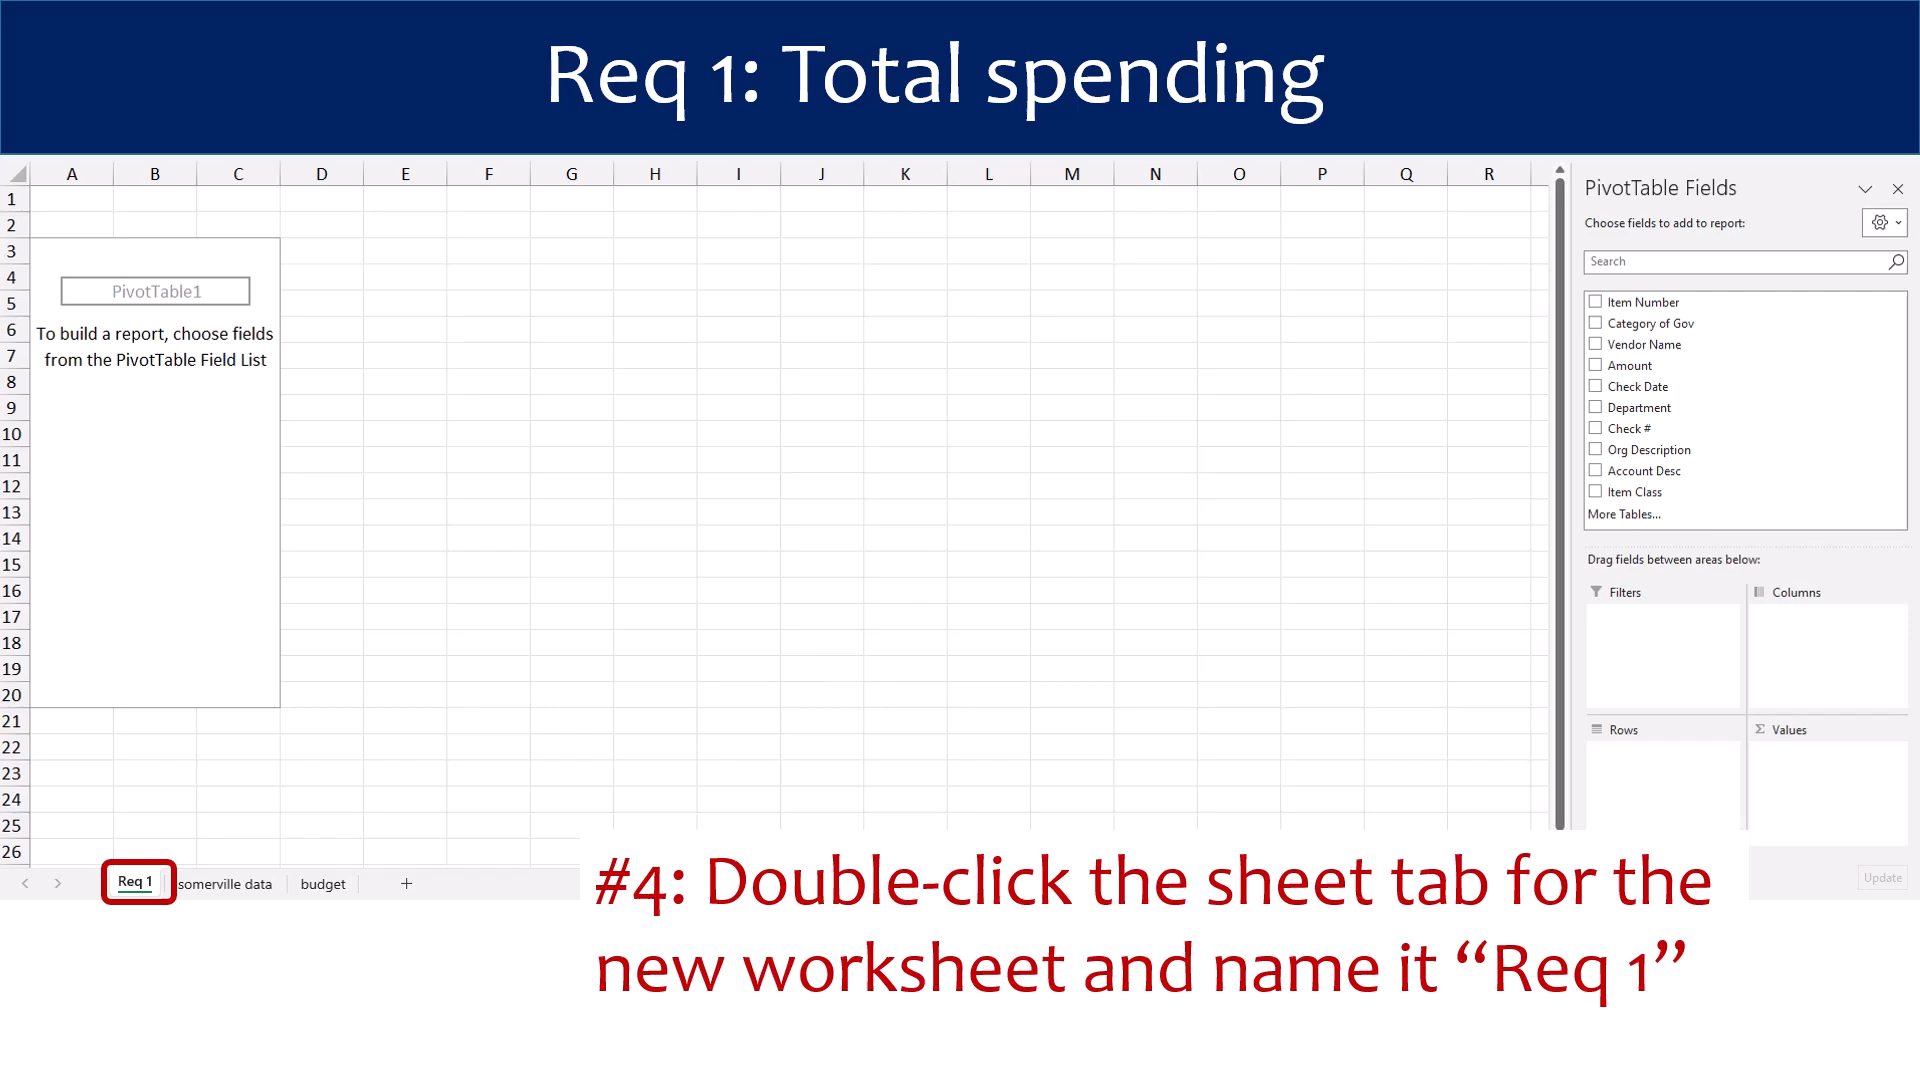 Req 1: Total spending
A B C D E F G H I J K L M N O P Q R
1
2
3
4
5
6
7
8
9
10
11
12
13
14
15
16
17
18
19
20
21
22
23
24
25
26
PivotTable1
To build a report, choose fields
from the PivotTable Field List
PivotTable Fields
Choose fields to add to report:
Search
Item Number
Category of Gov
Vendor Name
Amount
Check Date
Department
Check #
Org Description
Account Desc
Item Class
More Tables...
Drag fields between areas below:
Filters
Columns
Rows
Σ Values
Update
Req 1 somerville data budget
#4: Double-click the sheet tab for the
new worksheet and name it “Req 1”